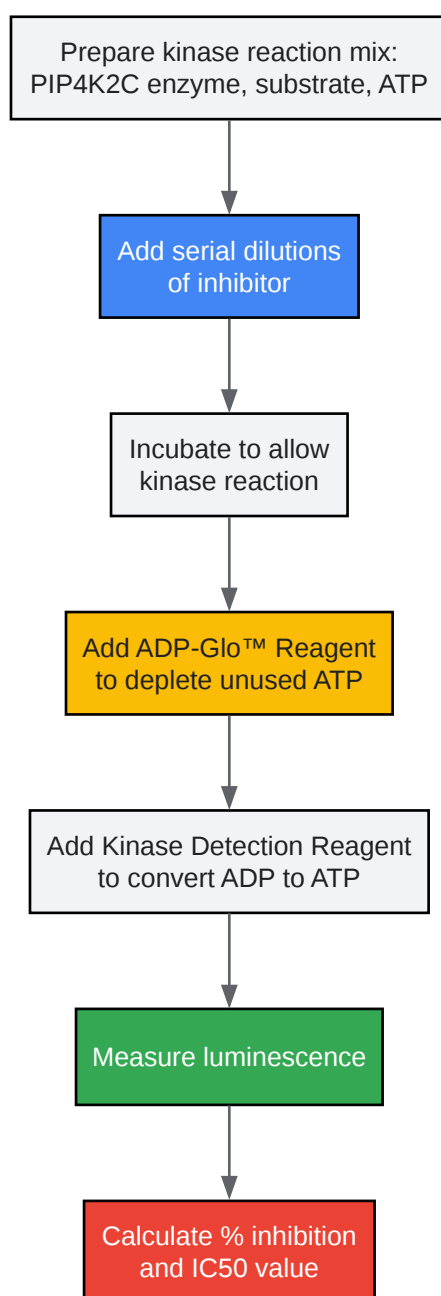 Prepare kinase reaction mix:
PIP4K2C enzyme, substrate, ATP
Add serial dilutions
of inhibitor
Incubate to allow
kinase reaction
Add ADP-Glo™ Reagent
to deplete unused ATP
Add Kinase Detection Reagent
to convert ADP to ATP
Measure luminescence
Calculate % inhibition
and IC50 value